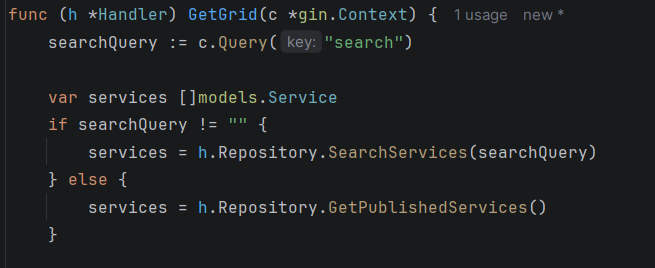 func (h *Handler) GetGrid(c *gin.Context) { 1 usage new *
searchQuery := c.Query( key: "search")
var services []models.Service
if searchQuery != "" {
services = h.Repository.SearchServices(searchQuery)
} else {
services = h.Repository.GetPublishedServices()
}